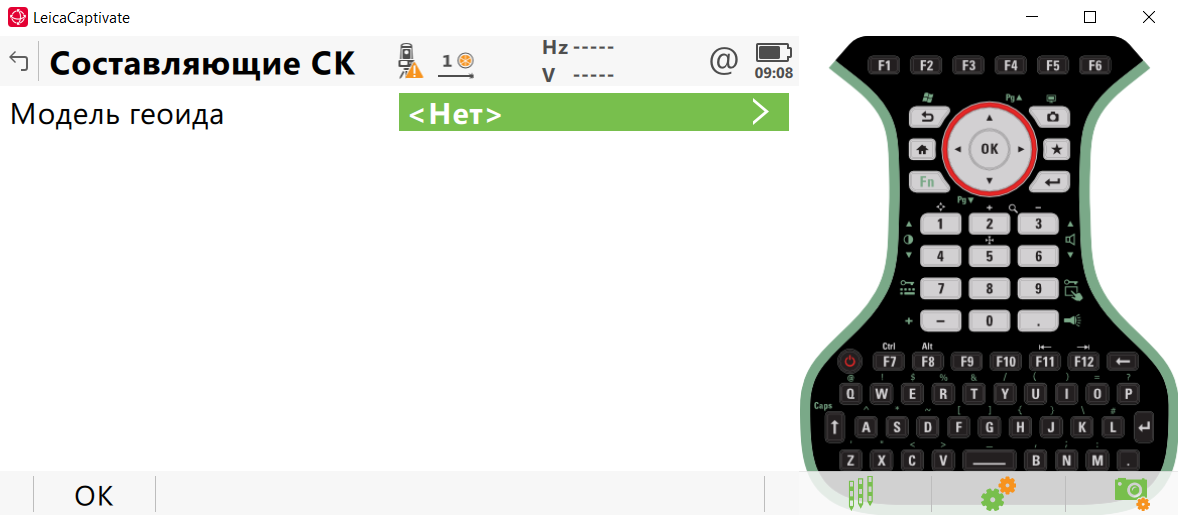 LeicaCaptivate
Составляющие СК
1
Hz -----
V -----
@
09:08
Модель геоида
<Нет>
OK
F1 F2 F3 F4 F5 F6
Pg
OK
Fn
Pg
+ -
1 2 3
4 5 6
7 8 9
+ - 0 .
Ctrl Alt
F7 F8 F9 F10 F11 F12
@ ! $ % & / ( ) = ?
Q W E R T Y U I O P
Caps ^ * ~ [ ] { } \ #
A S D F G H J K L
' " < > _ , ; :
Z X C V B N M .